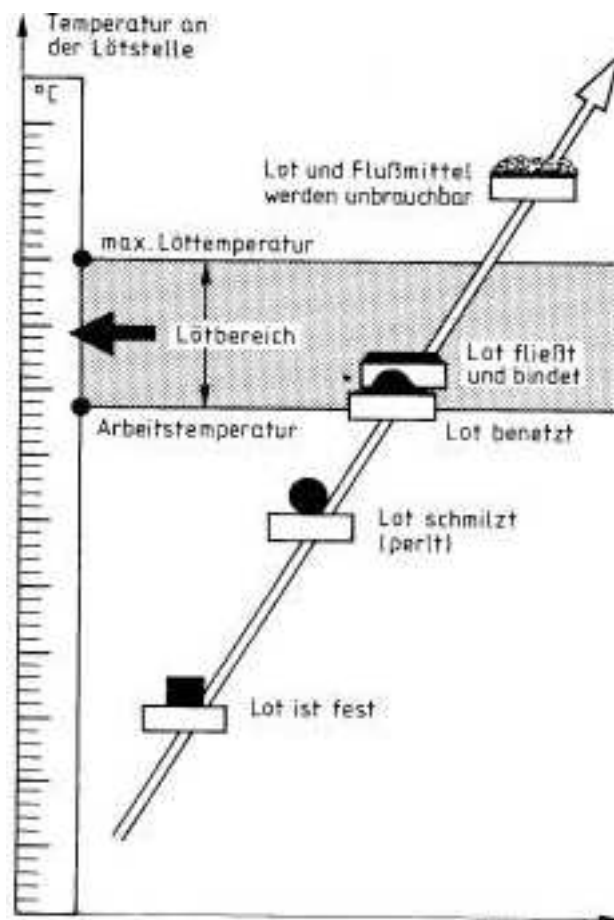 Temperatur an
der Lötstelle
°C
Lot und Flußmittel
werden unbrauchbar
max. Löttemperatur
Lötbereich
Lot fließt
und bindet
Arbeitstemperatur
Lot benetzt
Lot schmilzt
(perlt)
Lot ist fest